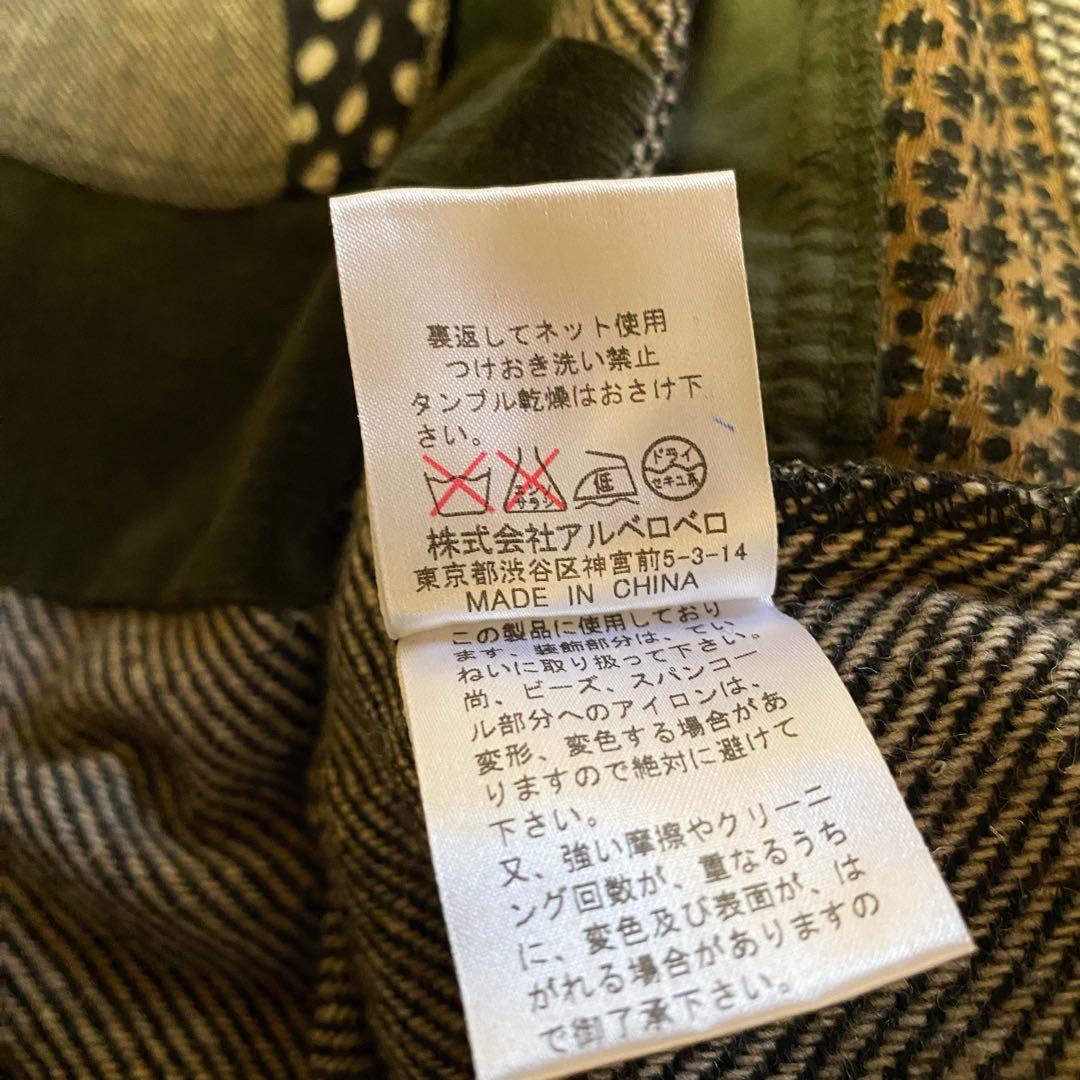 裏返してネット使用
つけおき洗い禁止
タンブル乾燥はおさけ下
さい。
エンソ
サラシ
低
ドライ
セキユ系
株式会社アルベロベロ
東京都渋谷区神宮前5-3-14
MADE IN CHINA
この製品に使用しており
ます、装飾部分は、てい
ねいに取り扱って下さい。
尚、ビーズ、スパンコー
ル部分へのアイロンは、
変形、変色する場合があ
りますので絶対に避けて
下さい。
又、強い摩擦やクリーニ
ング回数が、重なるうち
に、変色及び表面が、は
がれる場合がありますの
で御了承下さい。